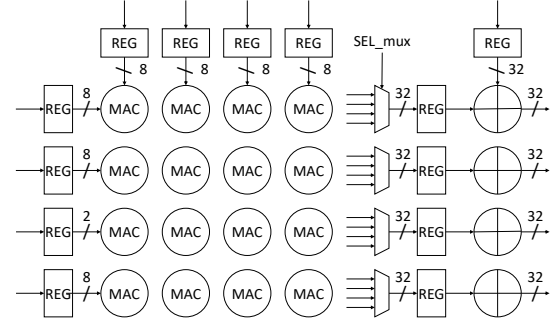 REG REG REG REG SEL_mux REG
8 8 8 8 32
REG 8 MAC MAC MAC MAC 32 REG 32
REG 8 MAC MAC MAC MAC 32 REG 32
REG 2 MAC MAC MAC MAC 32 REG 32
REG 8 MAC MAC MAC MAC 32 REG 32